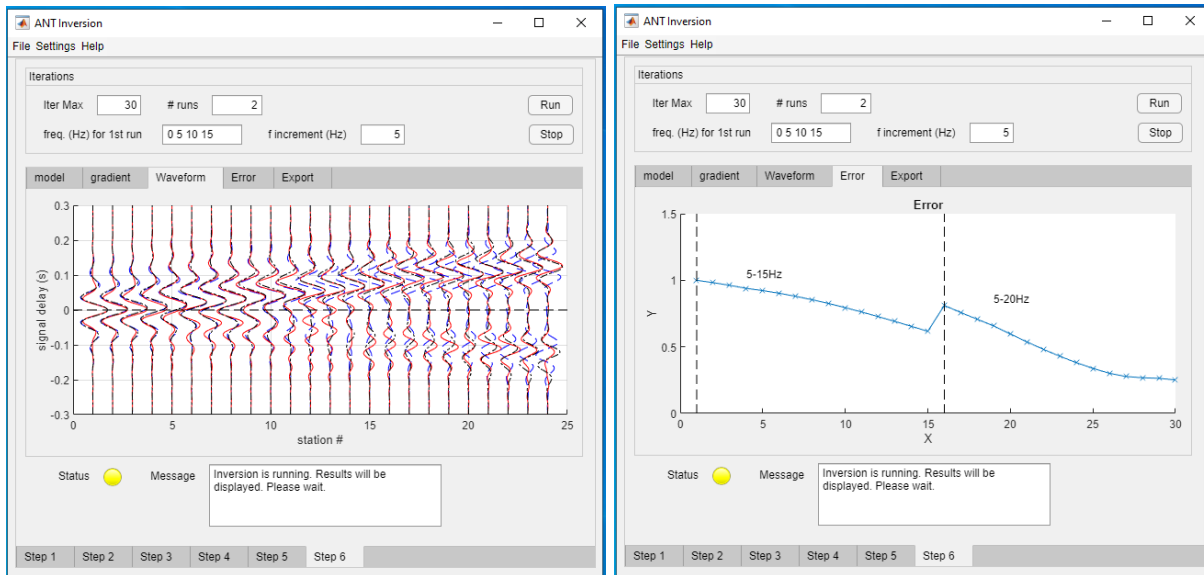 ANT Inversion
File Settings Help
Iterations
Iter Max 30 # runs 2 Run
freq. (Hz) for 1st run 0 5 10 15 f increment (Hz) 5 Stop
model gradient Waveform Error Export
0.3
0.2
0.1
0
-0.1
-0.2
-0.3
signal delay (s)
0 5 10 15 20 25
station #
Status Message Inversion is running. Results will be
displayed. Please wait.
Step 1 Step 2 Step 3 Step 4 Step 5 Step 6
ANT Inversion
File Settings Help
Iterations
Iter Max 30 # runs 2 Run
freq. (Hz) for 1st run 0 5 10 15 f increment (Hz) 5 Stop
model gradient Waveform Error Export
Error
1.5
1
0.5
0
Y
5-15Hz
5-20Hz
0 5 10 15 20 25 30
X
Status Message Inversion is running. Results will be
displayed. Please wait.
Step 1 Step 2 Step 3 Step 4 Step 5 Step 6